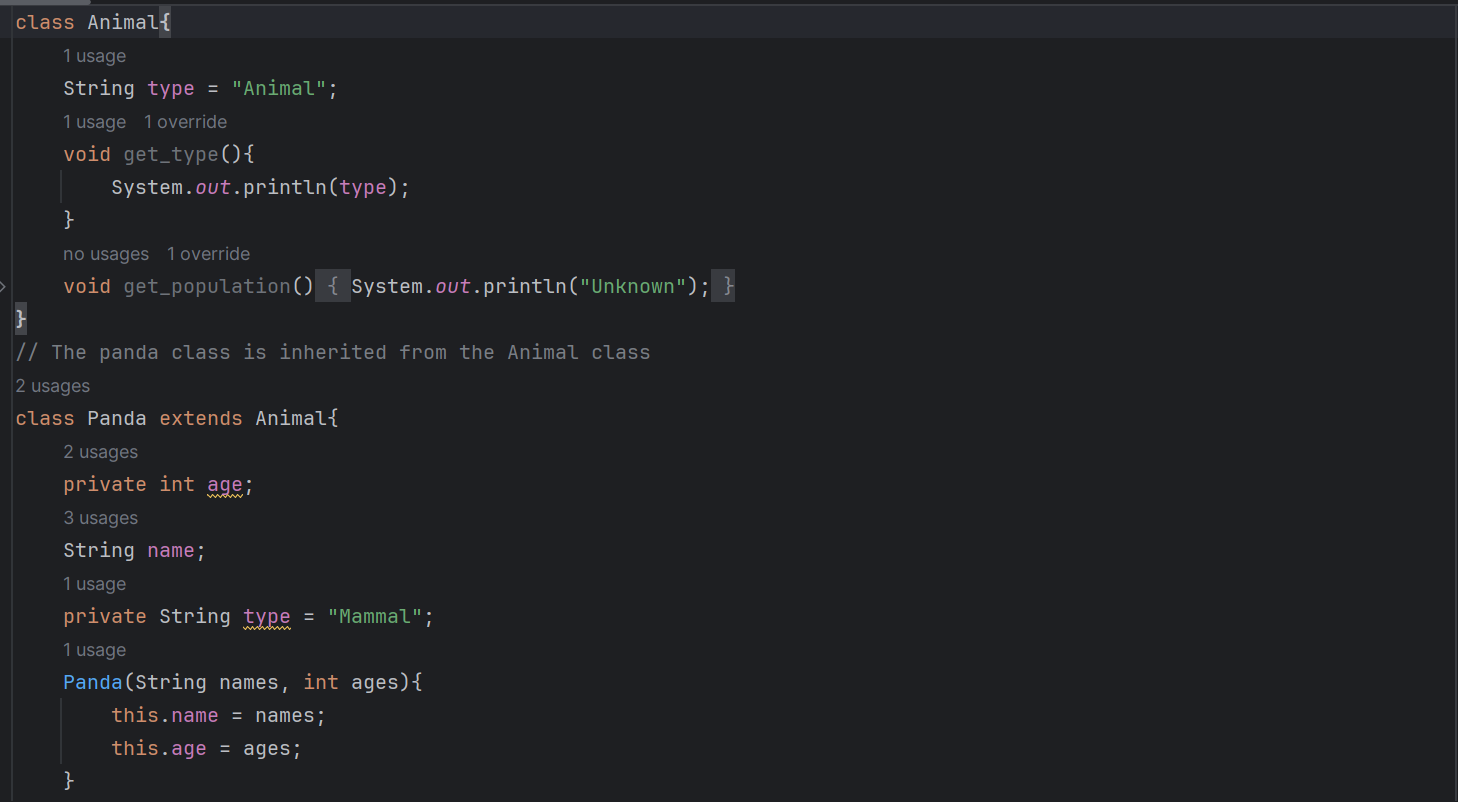 class Animal{
1 usage
String type = "Animal";
1 usage 1 override
void get_type(){
System.out.println(type);
}
no usages 1 override
void get_population() { System.out.println("Unknown"); }
}
// The panda class is inherited from the Animal class
2 usages
class Panda extends Animal{
2 usages
private int age;
3 usages
String name;
1 usage
private String type = "Mammal";
1 usage
Panda(String names, int ages){
this.name = names;
this.age = ages;
}